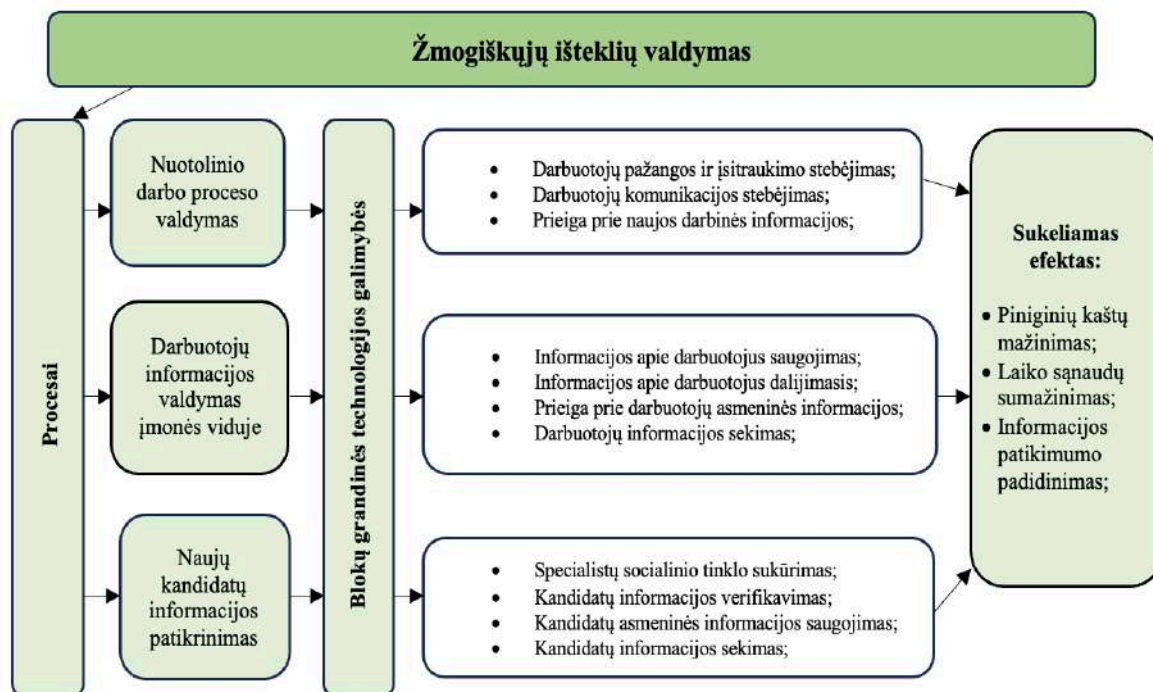 Žmogiškųjų išteklių valdymas
Procesai
Nuotolinio
darbo proceso
valdymas
Darbuotojų
informacijos
valdymas
įmonės viduje
Naujų
kandidatų
informacijos
patikrinimas
Blokų grandinės technologijos galimybės
• Darbuotojų pažangos ir įsitraukimo stebėjimas;
• Darbuotojų komunikacijos stebėjimas;
• Prieiga prie naujos darbinės informacijos;
• Informacijos apie darbuotojus saugojimas;
• Informacijos apie darbuotojus dalijimasis;
• Prieiga prie darbuotojų asmeninės informacijos;
• Darbuotojų informacijos sekimas;
• Specialistų socialinio tinklo sukūrimas;
• Kandidatų informacijos verifikavimas;
• Kandidatų asmeninės informacijos saugojimas;
• Kandidatų informacijos sekimas;
Sukeliamas
efektas:
• Piniginių kaštų
mažinimas;
• Laiko sąnaudų
sumažinimas;
• Informacijos
patikimumo
padidinimas;